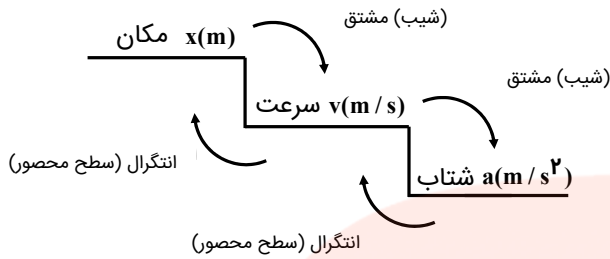 مشتق (شیب)
مکان x(m)
مشتق (شیب)
سرعت v(m / s)
انتگرال (سطح محصور)
شتاب a(m / s²)
انتگرال (سطح محصور)